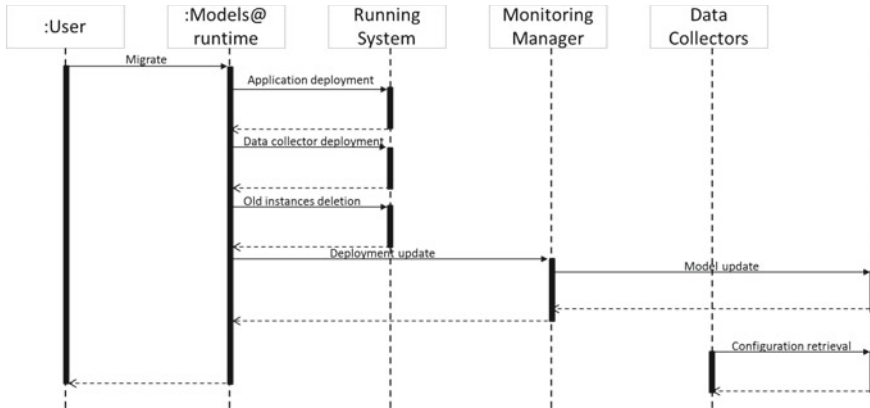 :User
:Models@
runtime
Running
System
Monitoring
Manager
Data
Collectors
Migrate
Application deployment
Data collector deployment
Old instances deletion
Deployment update
Model update
Configuration retrieval